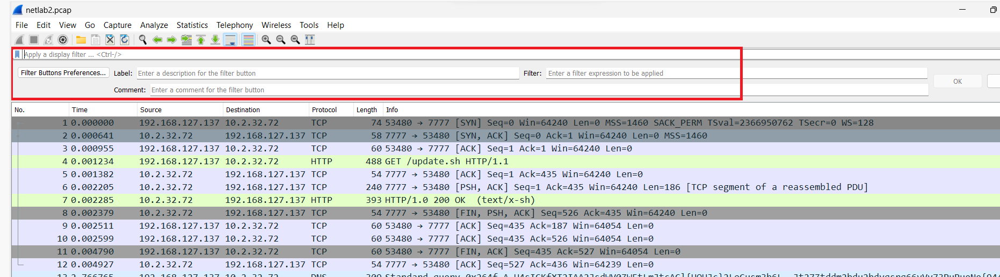 netlab2.pcap
File Edit View Go Capture Analyze Statistics Telephony Wireless Tools Help
Apply a display filter ... <Ctrl-/>
Filter Buttons Preferences... Label: Enter a description for the filter button Filter: Enter a filter expression to be applied OK
Comment: Enter a comment for the filter button
No. Time Source Destination Protocol Length Info
1 0.000000 192.168.127.137 10.2.32.72 TCP 74 53480 → 7777 [SYN] Seq=0 Win=64240 Len=0 MSS=1460 SACK_PERM TSval=2366950762 TSecr=0 WS=128
2 0.000641 10.2.32.72 192.168.127.137 TCP 58 7777 → 53480 [SYN, ACK] Seq=0 Ack=1 Win=64240 Len=0 MSS=1460
3 0.000955 192.168.127.137 10.2.32.72 TCP 60 53480 → 7777 [ACK] Seq=1 Ack=1 Win=64240 Len=0
4 0.001234 192.168.127.137 10.2.32.72 HTTP 488 GET /update.sh HTTP/1.1
5 0.001382 10.2.32.72 192.168.127.137 TCP 54 7777 → 53480 [ACK] Seq=1 Ack=435 Win=64240 Len=0
6 0.002205 10.2.32.72 192.168.127.137 TCP 240 7777 → 53480 [PSH, ACK] Seq=1 Ack=435 Win=64240 Len=186 [TCP segment of a reassembled PDU]
7 0.002285 10.2.32.72 192.168.127.137 HTTP 393 HTTP/1.0 200 OK (text/x-sh)
8 0.002379 10.2.32.72 192.168.127.137 TCP 54 7777 → 53480 [FIN, PSH, ACK] Seq=526 Ack=435 Win=64240 Len=0
9 0.002511 192.168.127.137 10.2.32.72 TCP 60 53480 → 7777 [ACK] Seq=435 Ack=187 Win=64054 Len=0
10 0.002599 192.168.127.137 10.2.32.72 TCP 60 53480 → 7777 [ACK] Seq=435 Ack=526 Win=64054 Len=0
11 0.004790 192.168.127.137 10.2.32.72 TCP 60 53480 → 7777 [FIN, ACK] Seq=435 Ack=527 Win=64054 Len=0
12 0.004927 10.2.32.72 192.168.127.137 TCP 54 7777 → 53480 [ACK] Seq=527 Ack=436 Win=64239 Len=0
13 2.766765 192.168.127.137 10.2.32.72 DNS 309 Standard query 0x264f A